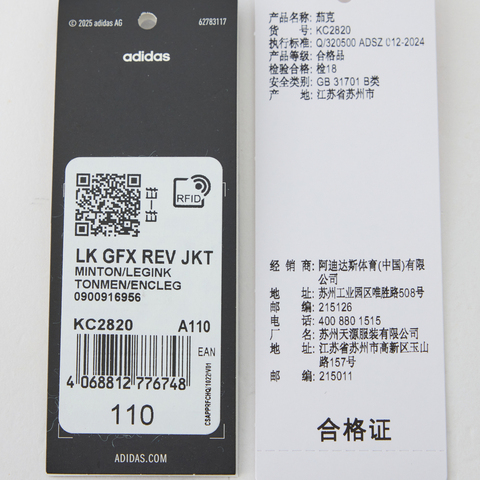 © 2025 adidas AG
62783117
adidas
RFID
LK GFX REV JKT
MINTON/LEGINK
TONMEN/ENCLEG
0900916956
KC2820 A110
EAN
4 068812 776748
110
ADIDAS.COM
产品名称: 茄克
货号: KC2820
执行标准: Q/320500 ADSZ 012-2024
产品等级: 合格品
检验合格: 检18
安全类别: GB 31701 B类
产地: 江苏省苏州市
经销商: 阿迪达斯体育(中国)有限
公司
地址: 苏州工业园区唯胜路508号
邮编: 215126
电话: 400 880 1515
厂名: 苏州天源服装有限公司
地址: 江苏省苏州市高新区玉山
路157号
邮编: 215011
合格证